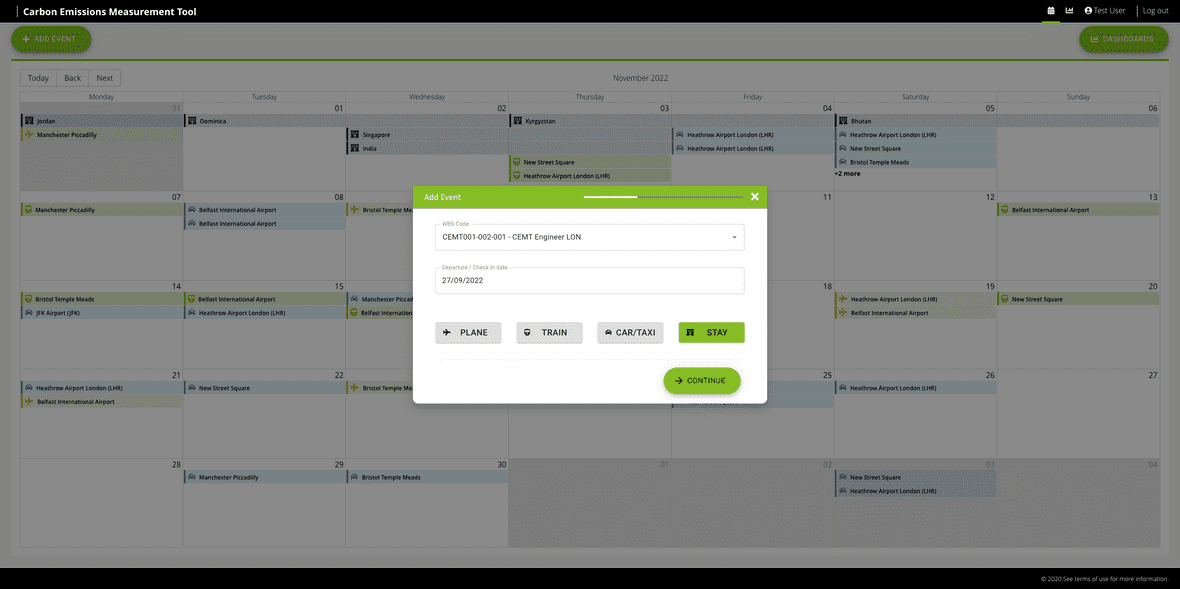 Carbon Emissions Measurement Tool
Test User
Log out
+ ADD EVENT
DASHBOARDS
Today Back Next
November 2022
Monday Tuesday Wednesday Thursday Friday Saturday Sunday
31 01 02 03 04 05 06
Jordan Dominica Kyrgyzstan Bhutan
Manchester Piccadilly Singapore Heathrow Airport London (LHR) Heathrow Airport London (LHR)
India Heathrow Airport London (LHR) New Street Square
New Street Square Bristol Temple Meads
Heathrow Airport London (LHR) +2 more
07 08 11 12 13
Manchester Piccadilly Belfast International Airport Bristol Temple Me Belfast International Airport
Belfast International Airport
14 15 18 19 20
Bristol Temple Meads Belfast International Airport Manchester Piccad Heathrow Airport London (LHR) New Street Square
JFK Airport (JFK) Heathrow Airport London (LHR) Belfast Internation Belfast International Airport
21 22 25 26 27
Heathrow Airport London (LHR) New Street Square Bristol Temple Me Heathrow Airport London (LHR)
Belfast International Airport
28 29 30 01 02 03 04
Manchester Piccadilly Bristol Temple Meads New Street Square
Heathrow Airport London (LHR)
Add Event
WBS Code
CEMT001-002-001 - CEMT Engineer LON
Departure / Check in date
27/09/2022
PLANE TRAIN CAR/TAXI STAY
CONTINUE
© 2020 See terms of use for more information.